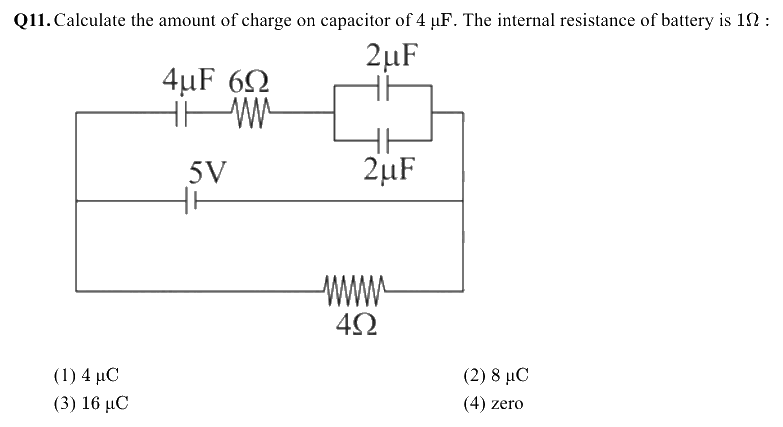 Q11. Calculate the amount of charge on capacitor of 4 μF. The internal resistance of battery is 1Ω :
2μF
4μF 6Ω
2μF
5V
4Ω
(1) 4 μC
(2) 8 μC
(3) 16 μC
(4) zero